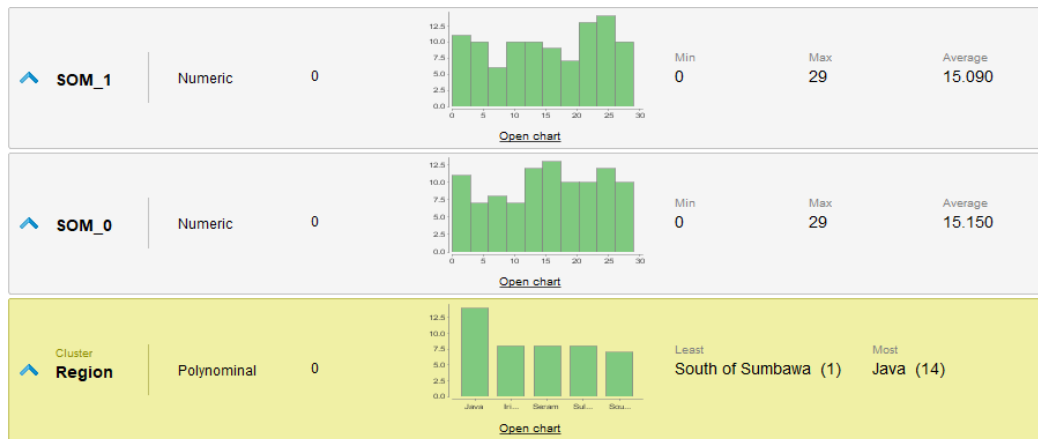 12.5
10.0
7.5
5.0
2.5
0.0
0 5 10 15 20 25 30
Open chart
SOM_1
Numeric
0
Min Max Average
0 29 15.090
12.5
10.0
7.5
5.0
2.5
0.0
0 5 10 15 20 25 30
Open chart
SOM_0
Numeric
0
Min Max Average
0 29 15.150
12.5
10.0
7.5
5.0
2.5
0.0
Java Iri... Seram Sul... Sou...
Open chart
Cluster
Region
Polynominal
0
Least Most
South of Sumbawa (1) Java (14)